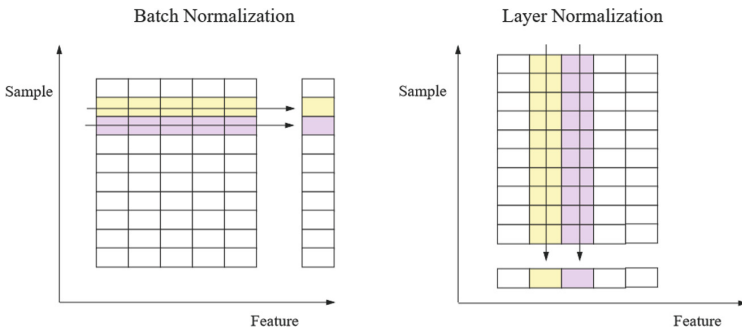 Batch Normalization
Layer Normalization
Sample
Sample
Feature
Feature